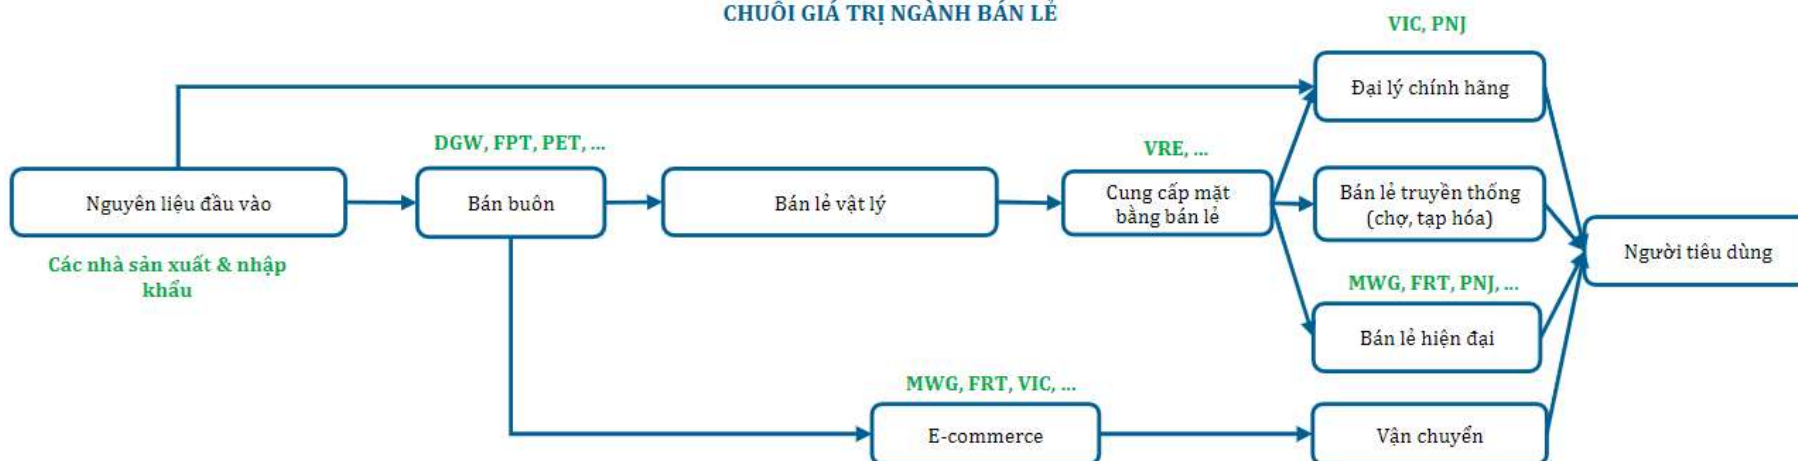 CHUỖI GIÁ TRỊ NGÀNH BÁN LẺ
VIC, PNJ
Đại lý chính hãng
DGW, FPT, PET, ...
VRE, ...
Nguyên liệu đầu vào
Bán buôn
Bán lẻ vật lý
Cung cấp mặt
bằng bán lẻ
Bán lẻ truyền thống
(chợ, tạp hóa)
Người tiêu dùng
Các nhà sản xuất & nhập
khẩu
MWG, FRT, PNJ, ...
Bán lẻ hiện đại
MWG, FRT, VIC, ...
E-commerce
Vận chuyển